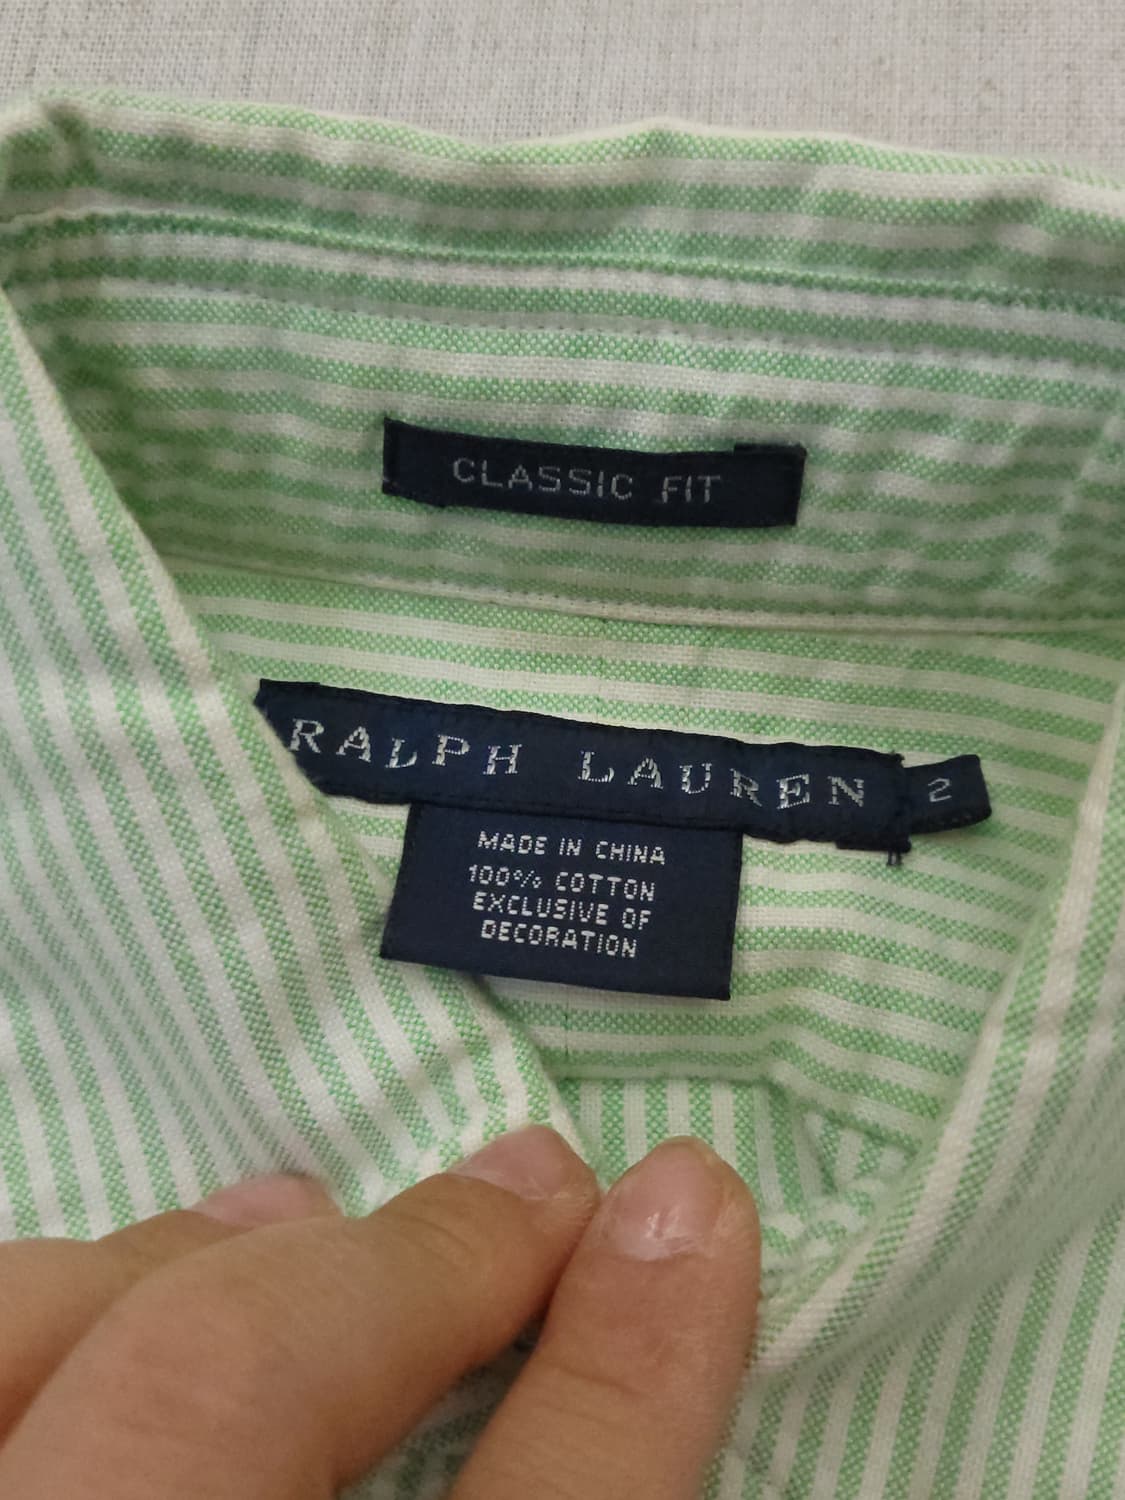 CLASSIC FIT
RALPH LAUREN 2
MADE IN CHINA
100% COTTON
EXCLUSIVE OF
DECORATION